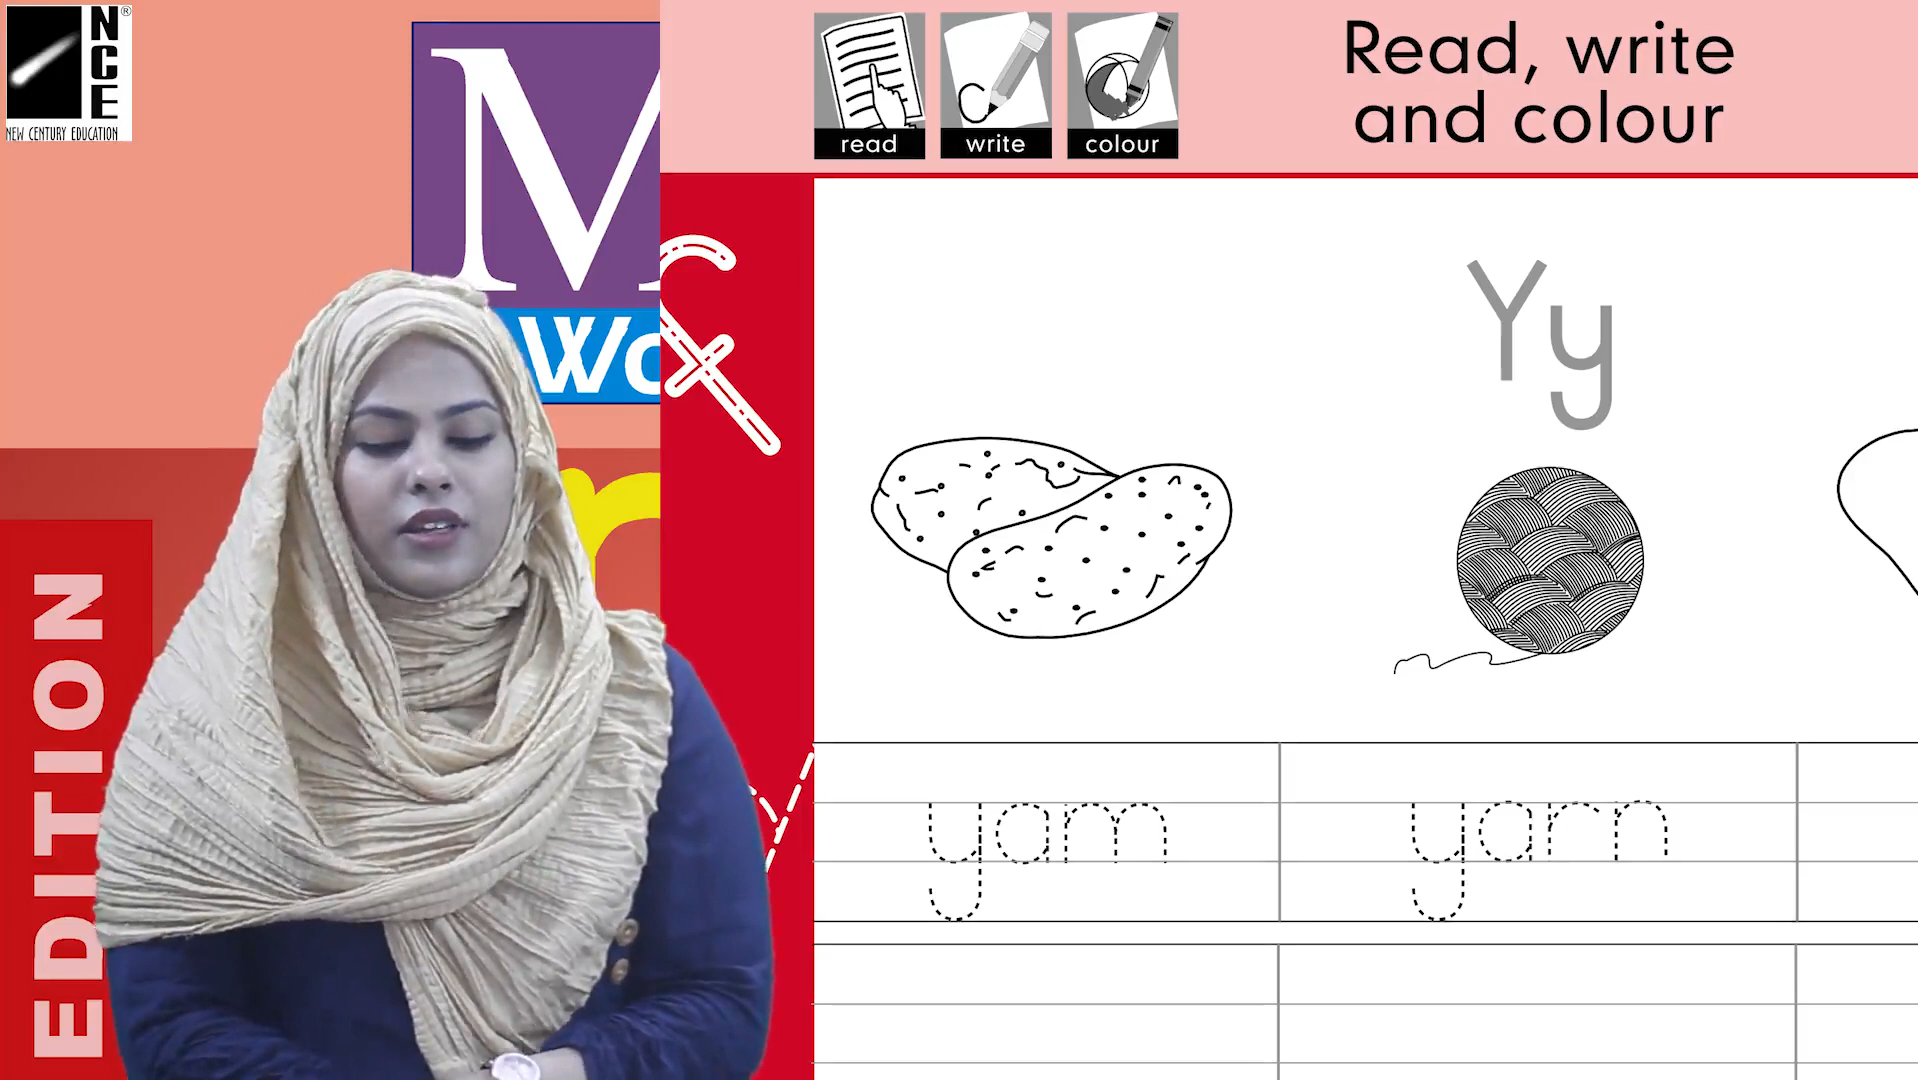 NCE®
NEW CENTURY EDUCATION
M
Wo
EDITION
read
write
colour
Read, write
and colour
Yy
yam
yarn